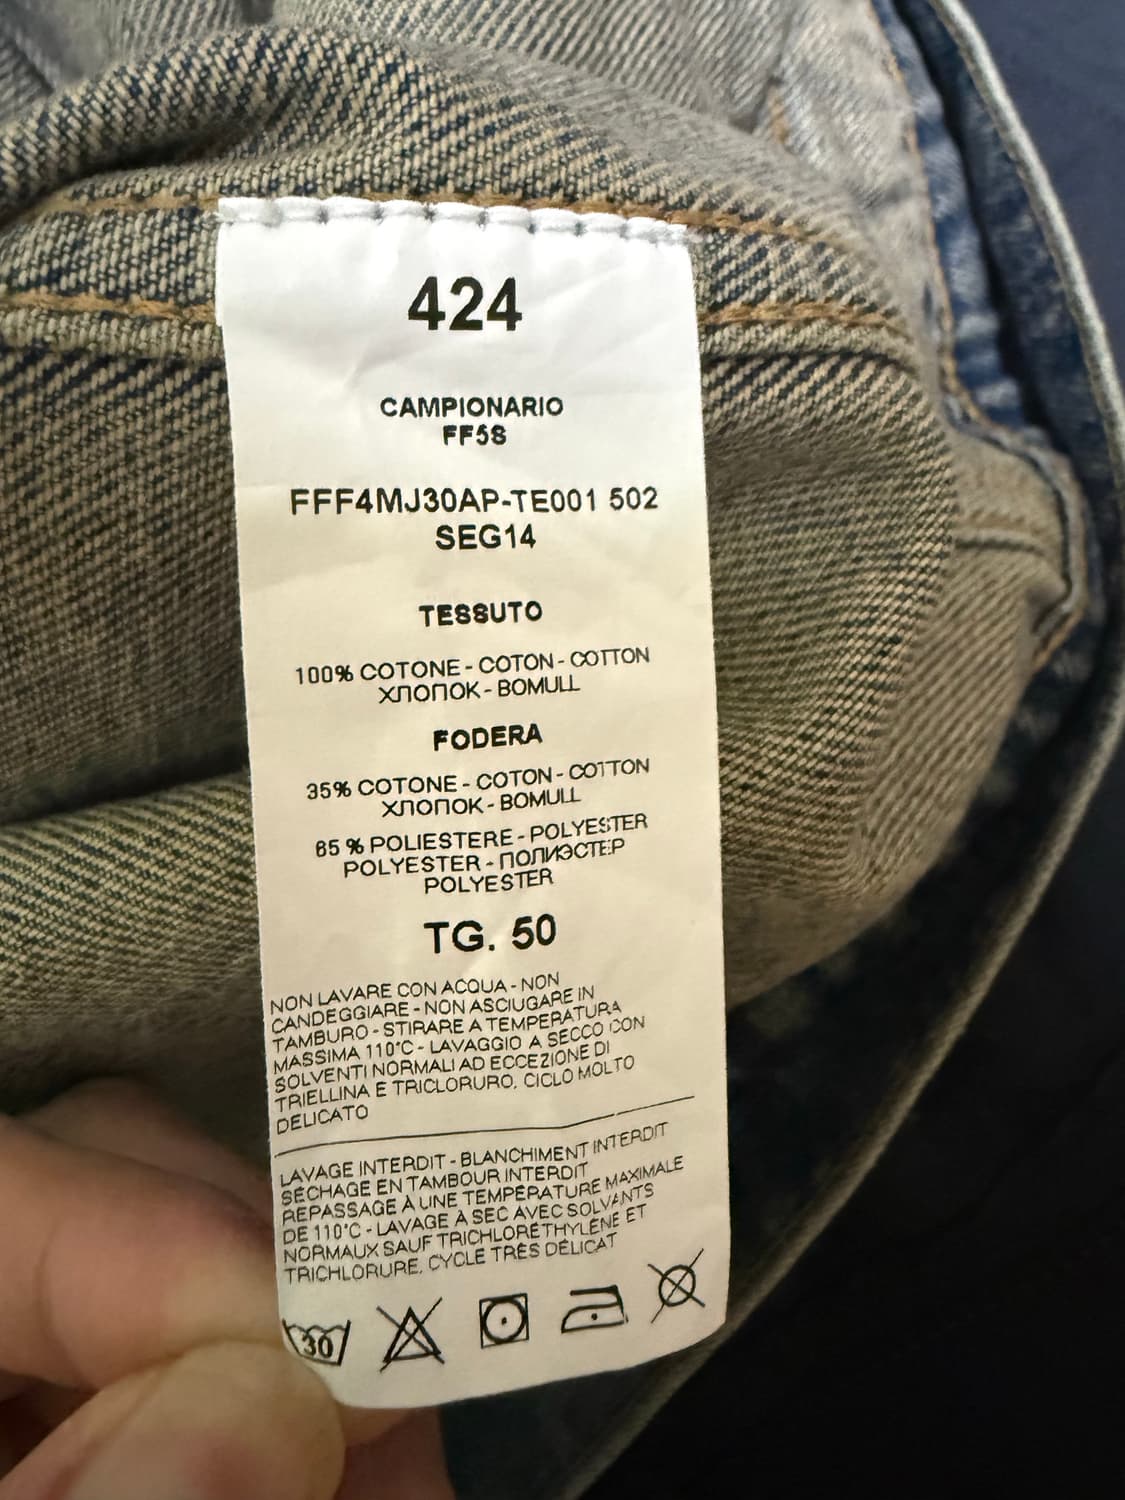 424
CAMPIONARIO
FF5S
FFF4MJ30AP-TE001 502
SEG14
TESSUTO
100% COTONE - COTON - COTTON
ХЛОПОК - BOMULL
FODERA
35% COTONE - COTON - COTTON
ХЛОПОК - BOMULL
65 % POLIESTERE - POLYESTER
POLYESTER - ПОЛИЭСТЕР
POLYESTER
TG. 50
NON LAVARE CON ACQUA - NON
CANDEGGIARE - NON ASCIUGARE IN
TAMBURO - STIRARE A TEMPERATURA
MASSIMA 110°C - LAVAGGIO A SECCO CON
SOLVENTI NORMALI AD ECCEZIONE DI
TRIELLINA E TRICLORURO, CICLO MOLTO
DELICATO
LAVAGE INTERDIT - BLANCHIMENT INTERDIT
SÉCHAGE EN TAMBOUR INTERDIT
REPASSAGE À UNE TEMPÉRATURE MAXIMALE
DE 110°C - LAVAGE À SEC AVEC SOLVANTS
NORMAUX SAUF TRICHLORÉTHYLÈNE ET
TRICHLORURE, CYCLE TRÈS DÉLICAT
30